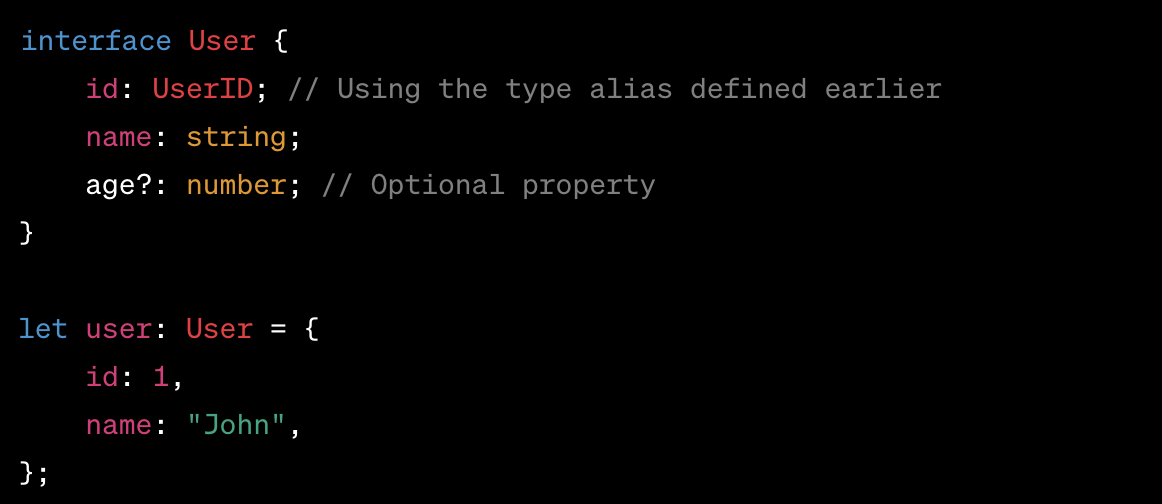 interface User {
    id: UserID; // Using the type alias defined earlier
    name: string;
    age?: number; // Optional property
}

let user: User = {
    id: 1,
    name: "John",
};